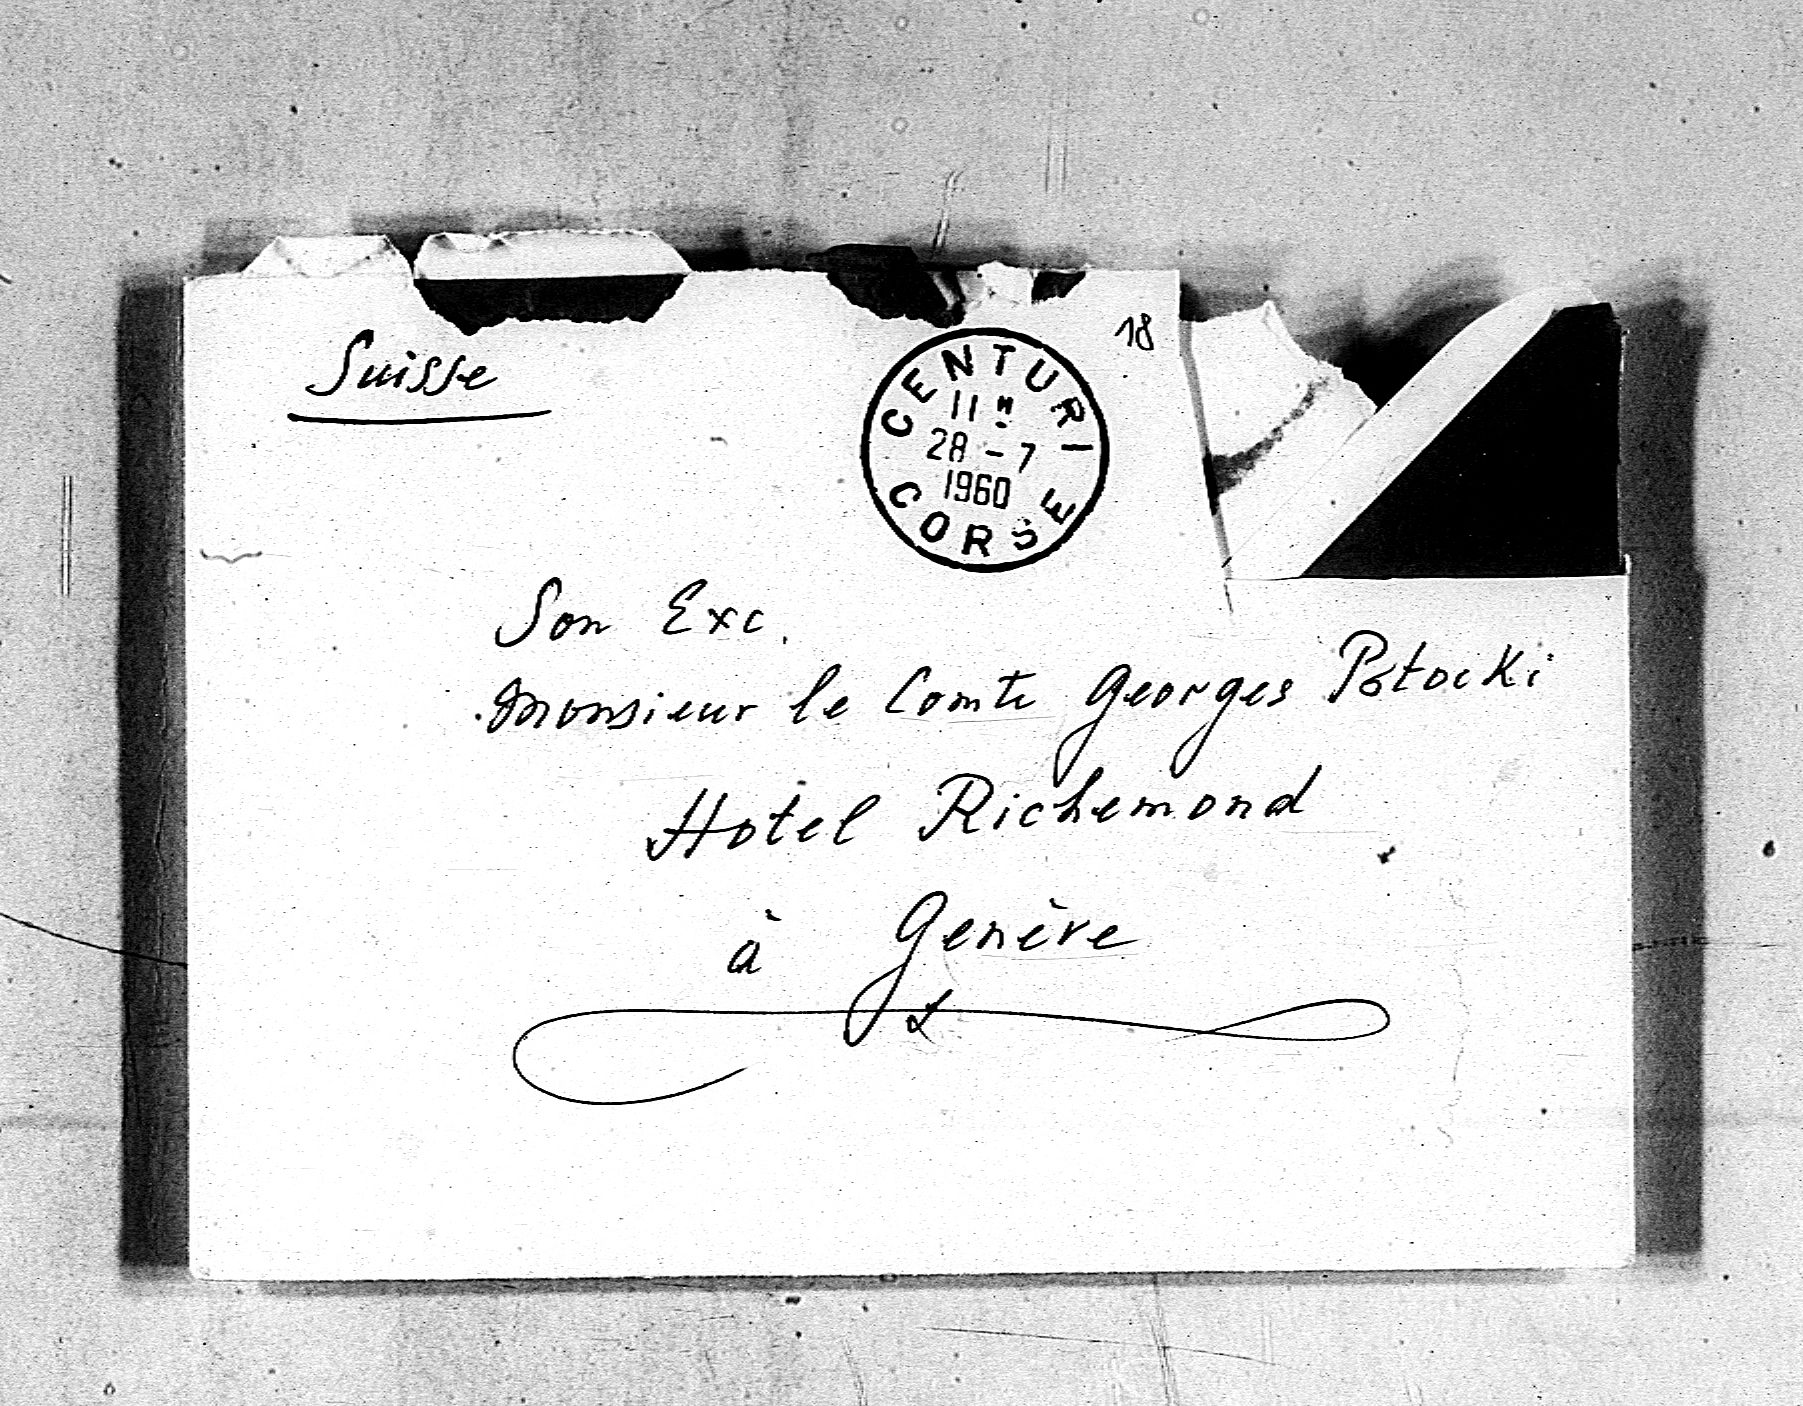 Suisse
18
CENTURI
11 H
28-7
1960
CORSE
Son Exc.
Monsieur le Comte Georges Potocki
Hotel Richemond
à Genève